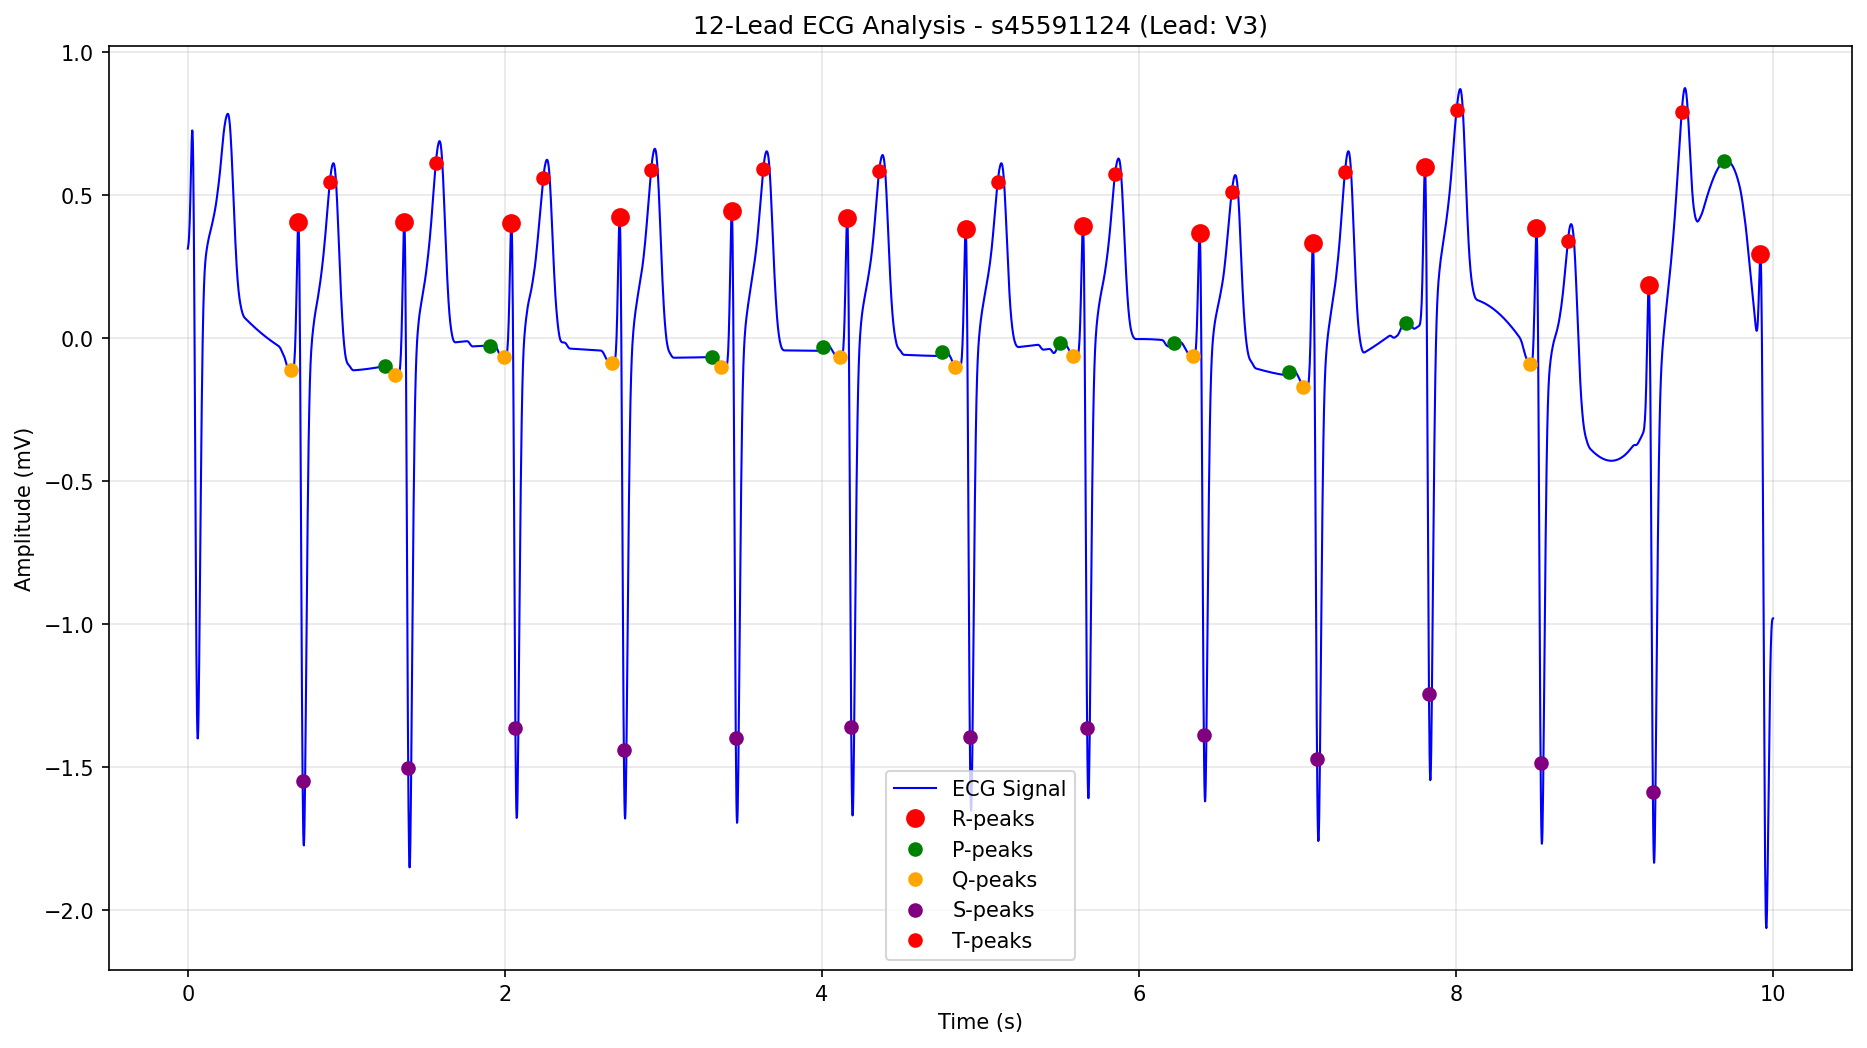 12-Lead ECG Analysis - s45591124 (Lead: V3)
1.0
0.5
0.0
−0.5
−1.0
−1.5
−2.0
Amplitude (mV)
ECG Signal
R-peaks
P-peaks
Q-peaks
S-peaks
T-peaks
0 2 4 6 8 10
Time (s)